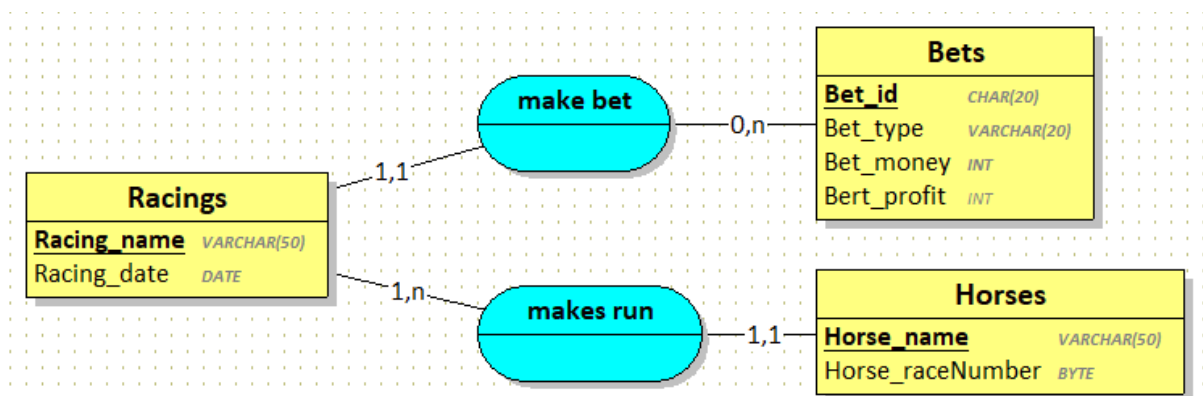 Bets
Bet_id CHAR(20)
Bet_type VARCHAR(20)
Bet_money INT
Bert_profit INT
make bet
0,n
1,1
Racings
Racing_name VARCHAR(50)
Racing_date DATE
1,n
makes run
1,1
Horses
Horse_name VARCHAR(50)
Horse_raceNumber BYTE